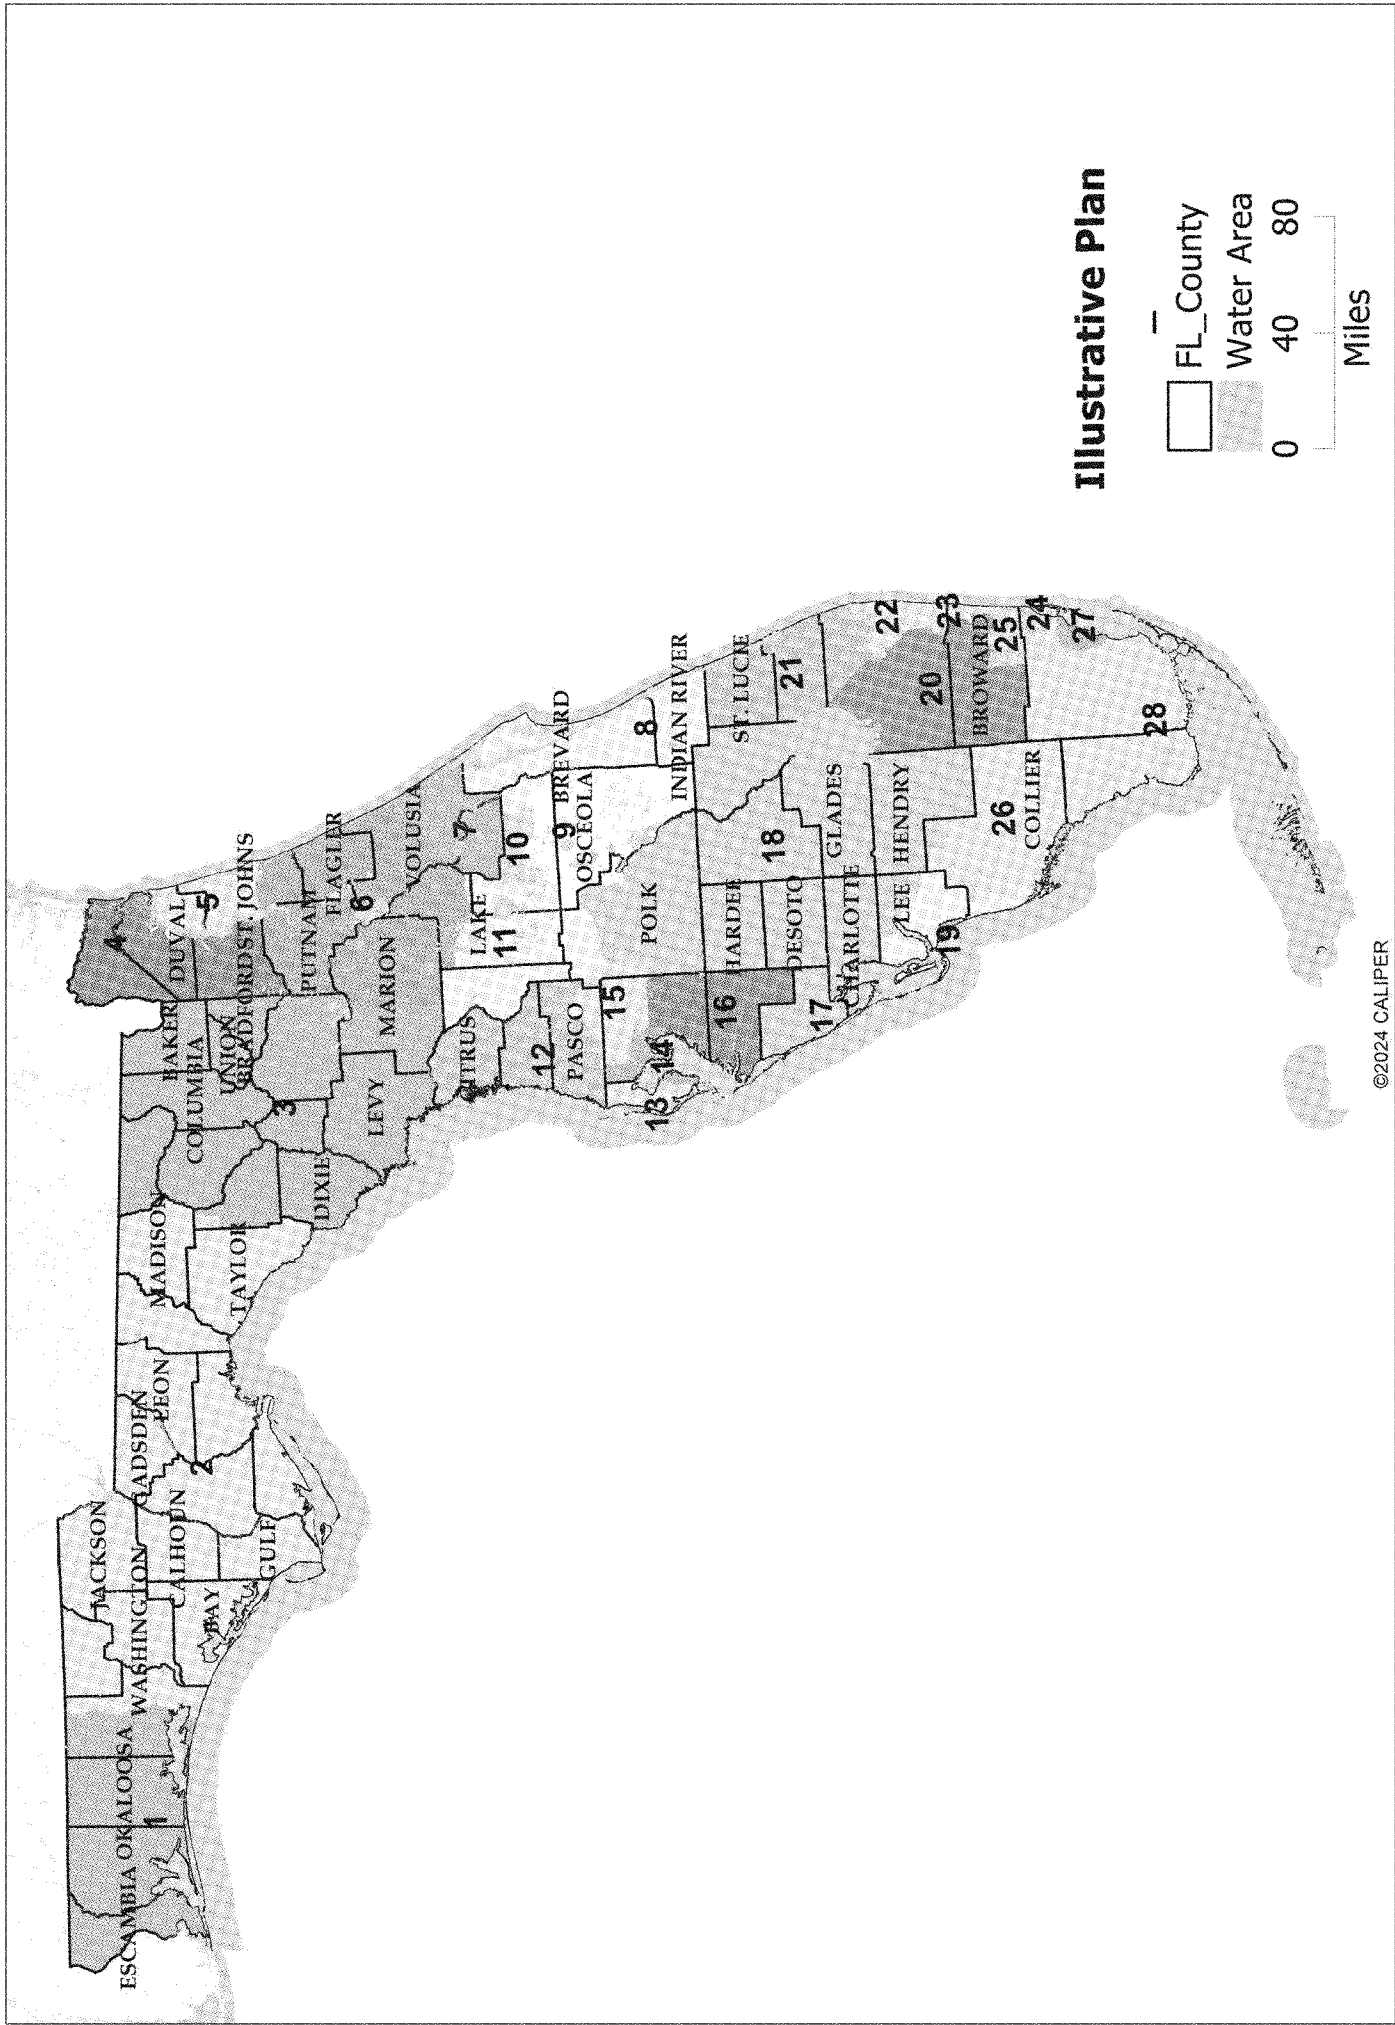 ESCAMBIA
OKALOOSA
1
WASHINGTON
JACKSON
BAY
CALHOUN
GULF
GADSDEN
LEON
2
MADISON
TAYLOR
DIXIE
COLUMBIA
BAKER
UNION
BRADFORD
3
LEVY
4
DUVAL
5
ST. JOHNS
PUTNAM
FLAGLER
6
MARION
VOLUSIA
7
CITRUS
LAKE
11
10
12
PASCO
BREVARD
9
OSCEOLA
8
INDIAN RIVER
13
14
15
POLK
16
HARDEE
DESOTO
18
ST. LUCIE
21
17
CHARLOTTE
GLADES
LEE
HENDRY
19
20
22
23
BROWARD
25
24
27
26
COLLIER
28
Illustrative Plan
FL_County
Water Area
0 40 80
Miles
©2024 CALIPER